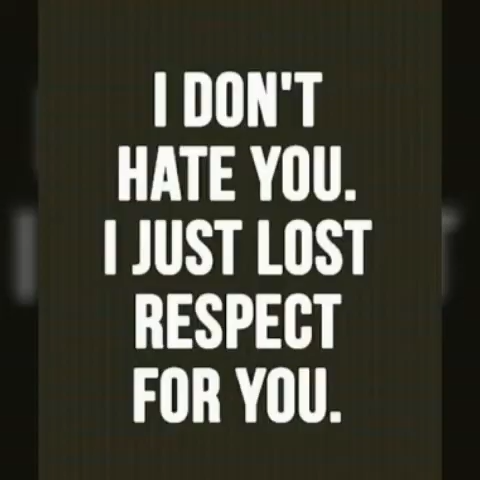 I DON'T
HATE YOU.
I JUST LOST
RESPECT
FOR YOU.